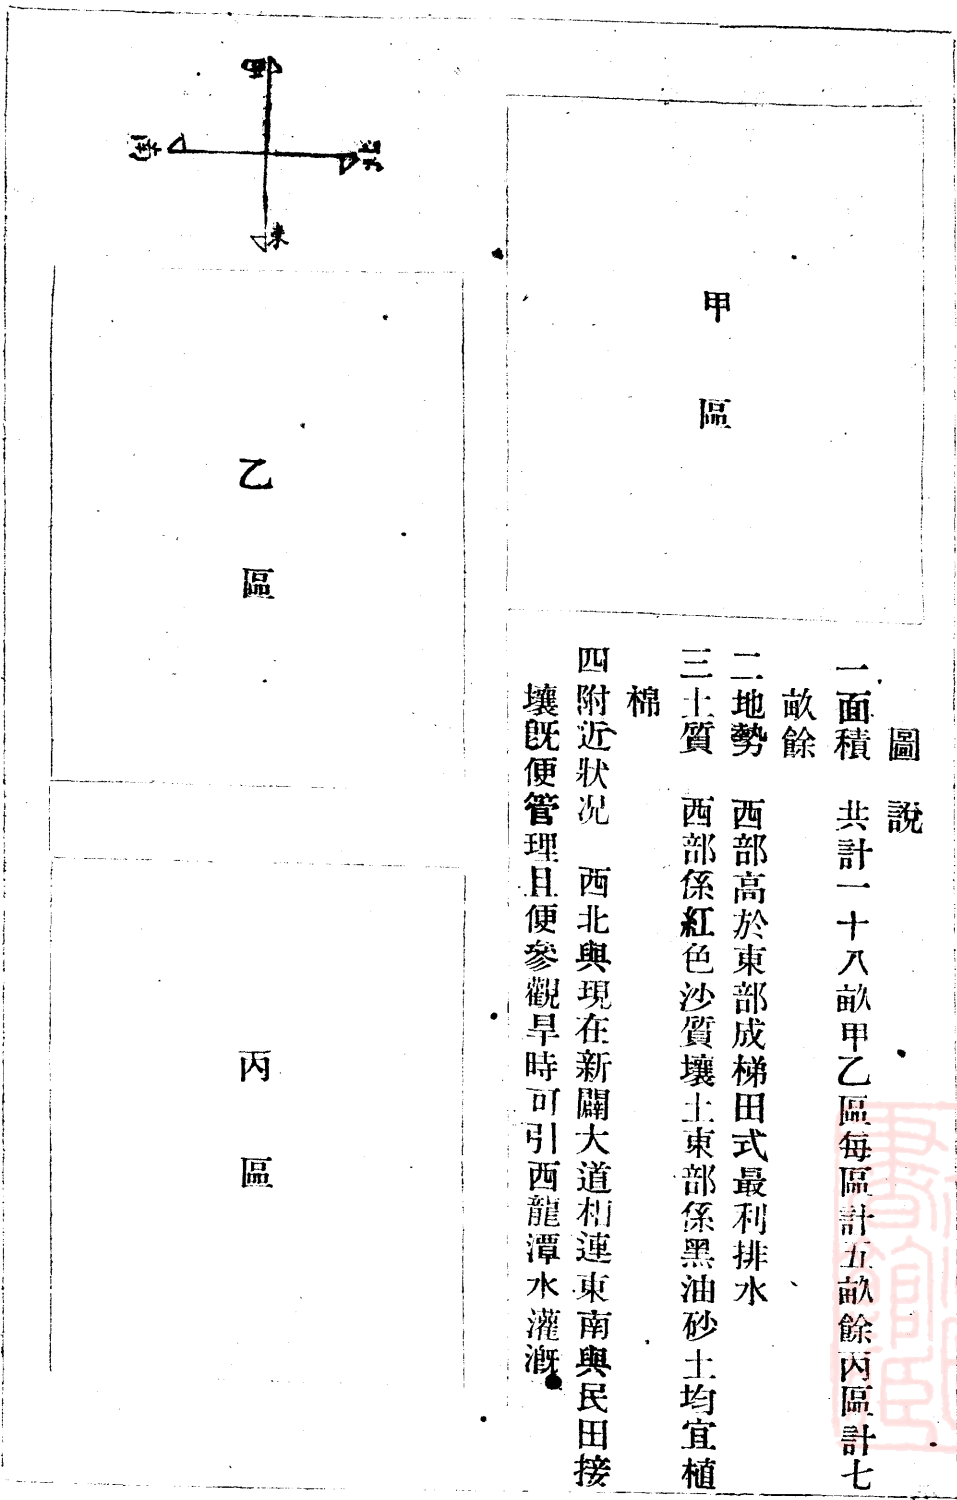 甲區
圖說
一面積　共計一十八畝甲乙區每區計五畝餘丙區計七
畝餘
二地勢　西部高於東部成梯田式最利排水
三土質　西部係紅色沙質壤土東部係黑油砂土均宜植
棉
四附近狀況　西北與現在新闢大道相連東南與民田接
壤旣便管理且便參觀旱時可引西龍潭水灌漑
西
北
南
東
乙區
丙區